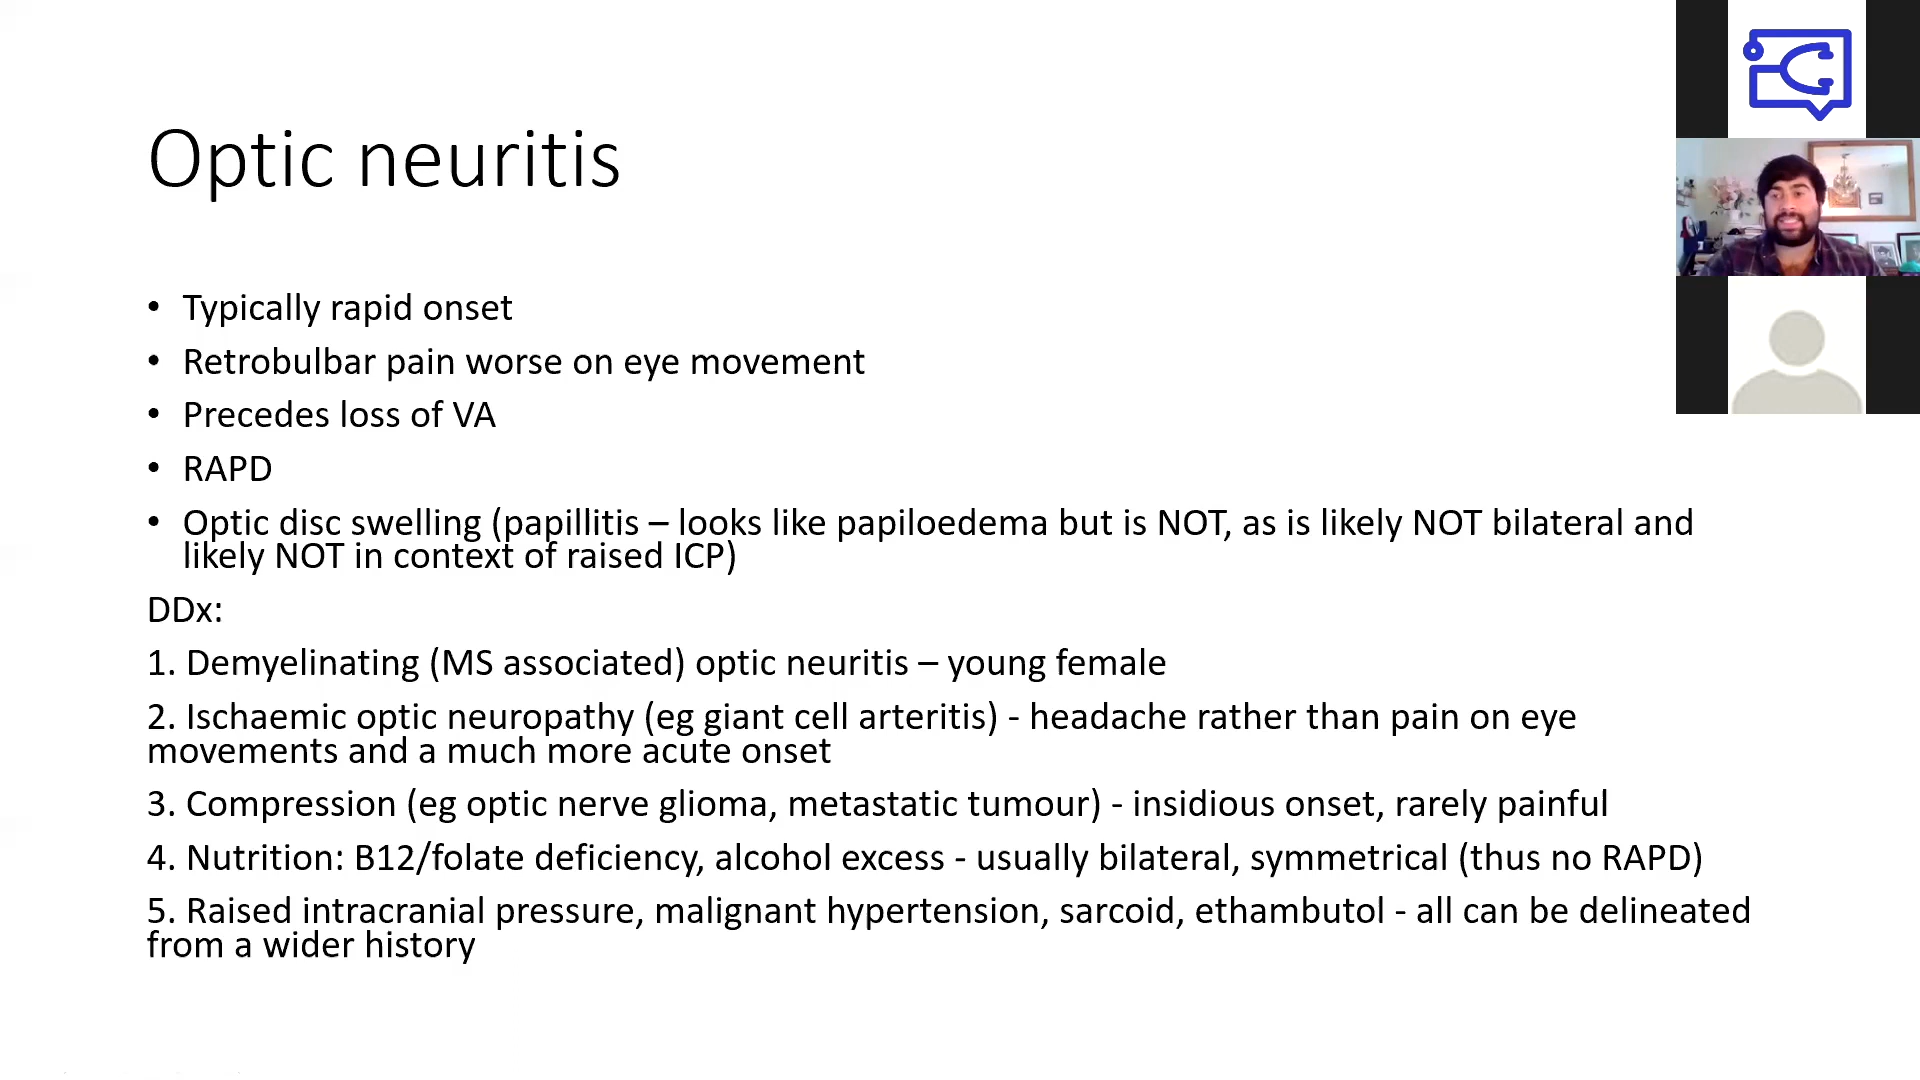 Optic neuritis
• Typically rapid onset
• Retrobulbar pain worse on eye movement
• Precedes loss of VA
• RAPD
• Optic disc swelling (papillitis – looks like papiloedema but is NOT, as is likely NOT bilateral and
likely NOT in context of raised ICP)
DDx:
1. Demyelinating (MS associated) optic neuritis – young female
2. Ischaemic optic neuropathy (eg giant cell arteritis) - headache rather than pain on eye
movements and a much more acute onset
3. Compression (eg optic nerve glioma, metastatic tumour) - insidious onset, rarely painful
4. Nutrition: B12/folate deficiency, alcohol excess - usually bilateral, symmetrical (thus no RAPD)
5. Raised intracranial pressure, malignant hypertension, sarcoid, ethambutol - all can be delineated
from a wider history